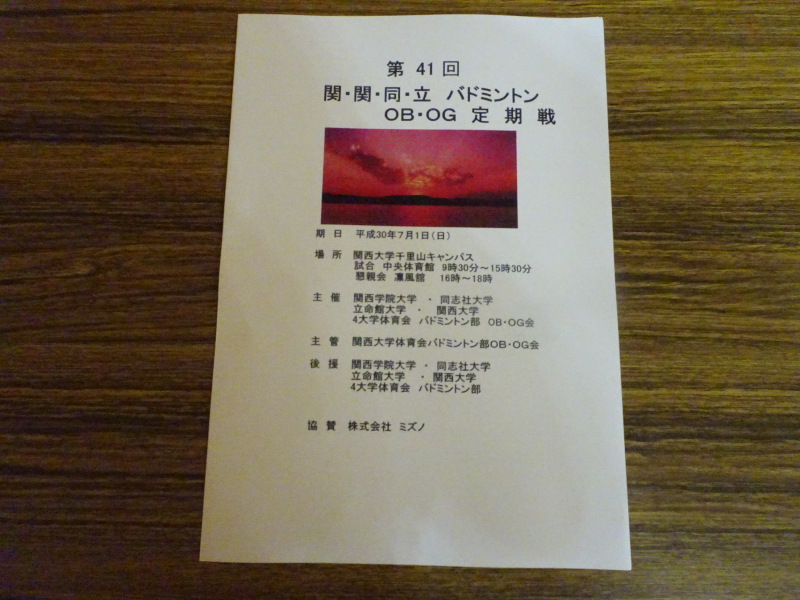 第 41 回
関・関・同・立 バドミントン
OB・OG 定 期 戦
期 日 平成30年7月1日(日)
場 所 関西大学千里山キャンパス
試合 中央体育館 9時30分～15時30分
懇親会 凛風館 16時～18時
主 催 関西学院大学 ・ 同志社大学
立命館大学 ・ 関西大学
4大学体育会 バドミントン部 OB・OG会
主 管 関西大学体育会バドミントン部OB・OG会
後 援 関西学院大学 ・ 同志社大学
立命館大学 ・ 関西大学
4大学体育会 バドミントン部
協 賛 株式会社 ミズノ